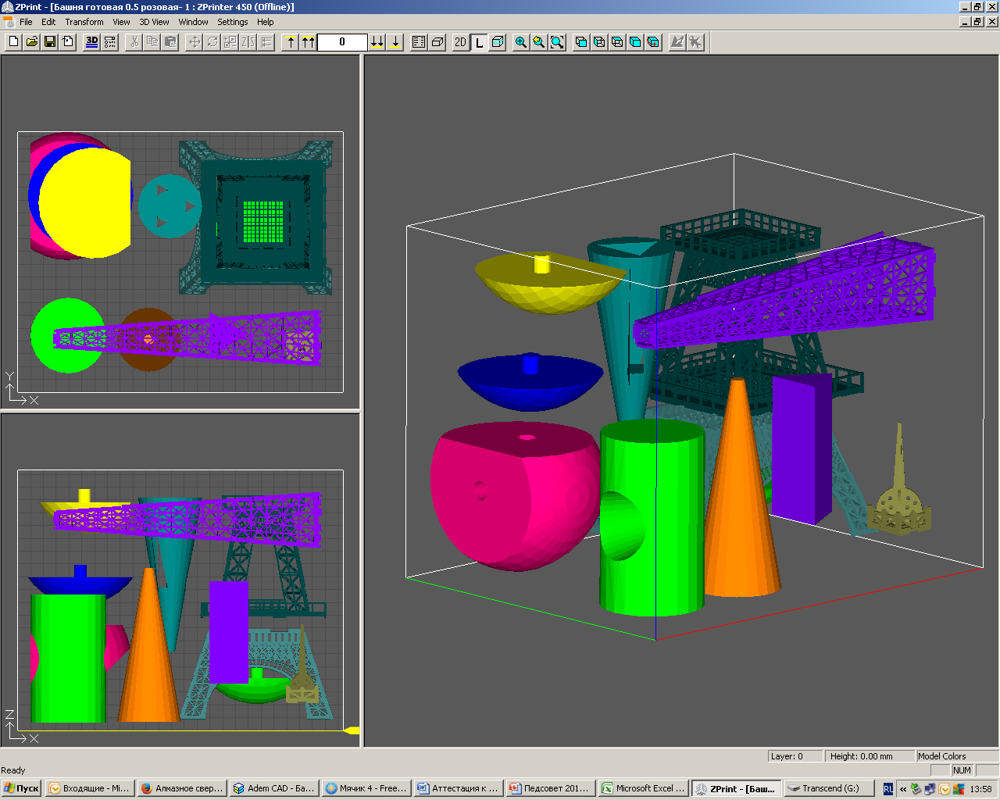 ZPrint - [Башня готовая 0.5 розовая- 1 : ZPrinter 450 (Offline)]
File Edit Transform View 3D View Window Settings Help
3D 0 2D L
Y
X
Z
X
Layer: 0 Height: 0.00 mm Model Colors
Ready NUM
Пуск Входящие - Mi... Алмазное свер... Adem CAD - Ба... Мячик 4 - Free... Аттестация к ... Педсовет 201... Microsoft Excel ... ZPrint - [Баш... Transcend (G:) RU « 13:58